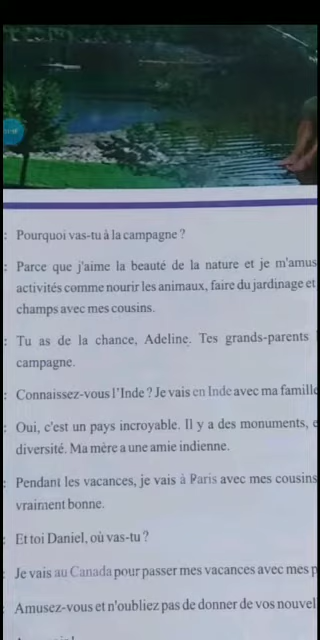 : Pourquoi vas-tu à la campagne ?
: Parce que j'aime la beauté de la nature et je m'amus
activités comme nourir les animaux, faire du jardinage et
champs avec mes cousins.
: Tu as de la chance, Adeline. Tes grands-parents
campagne.
: Connaissez-vous l'Inde ? Je vais en Inde avec ma famille
: Oui, c'est un pays incroyable. Il y a des monuments, e
diversité. Ma mère a une amie indienne.
: Pendant les vacances, je vais à Paris avec mes cousins
vraiment bonne.
: Et toi Daniel, où vas-tu ?
: Je vais au Canada pour passer mes vacances avec mes p
: Amusez-vous et n'oubliez pas de donner de vos nouvel